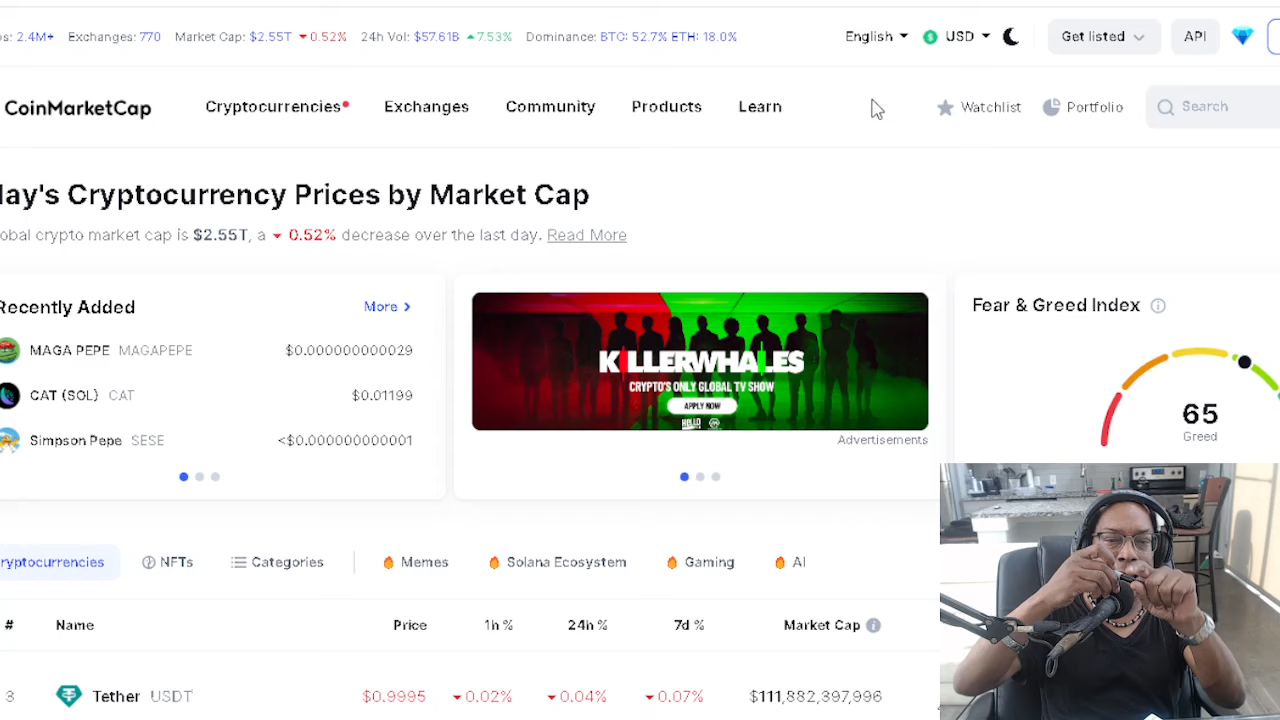 s: 2.4M+ Exchanges: 770 Market Cap: $2.55T 0.52% 24h Vol: $57.61B 7.53% Dominance: BTC: 52.7% ETH: 18.0% English USD Get listed API
CoinMarketCap Cryptocurrencies Exchanges Community Products Learn Watchlist Portfolio Search
ay's Cryptocurrency Prices by Market Cap
obal crypto market cap is $2.55T, a 0.52% decrease over the last day. Read More
Recently Added More >
MAGA PEPE MAGAPEPE $0.000000000029
CAT (SOL) CAT $0.01199
Simpson Pepe SESE <$0.000000000001
KILLERWHALES
CRYPTO'S ONLY GLOBAL TV SHOW
APPLY NOW
HELLO
Advertisements
Fear & Greed Index
65
Greed
ryptocurrencies NFTs Categories Memes Solana Ecosystem Gaming AI
# Name Price 1h % 24h % 7d % Market Cap
3 Tether USDT $0.9995 0.02% 0.04% 0.07% $111,882,397,996